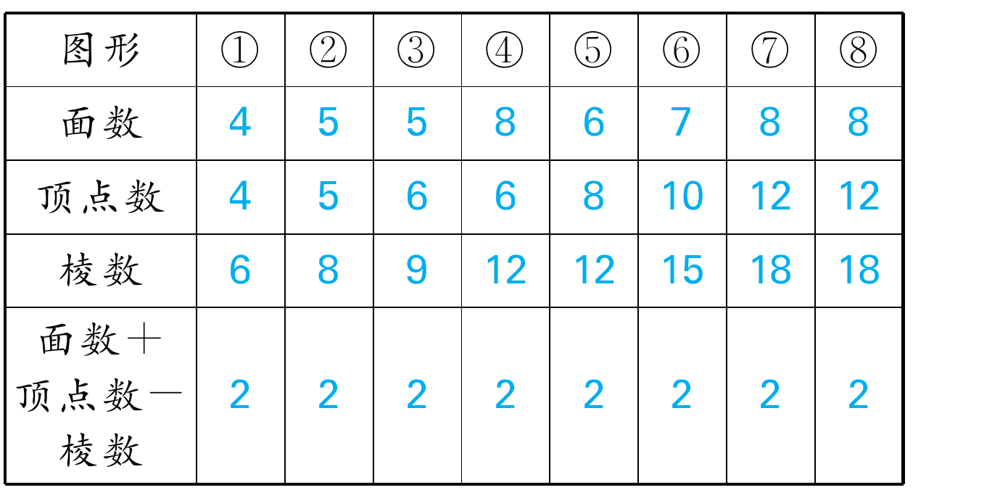 图形 ① ② ③ ④ ⑤ ⑥ ⑦ ⑧
面数 4 5 5 8 6 7 8 8
顶点数 4 5 6 6 8 10 12 12
棱数 6 8 9 12 12 15 18 18
面数＋
顶点数－ 2 2 2 2 2 2 2 2
棱数